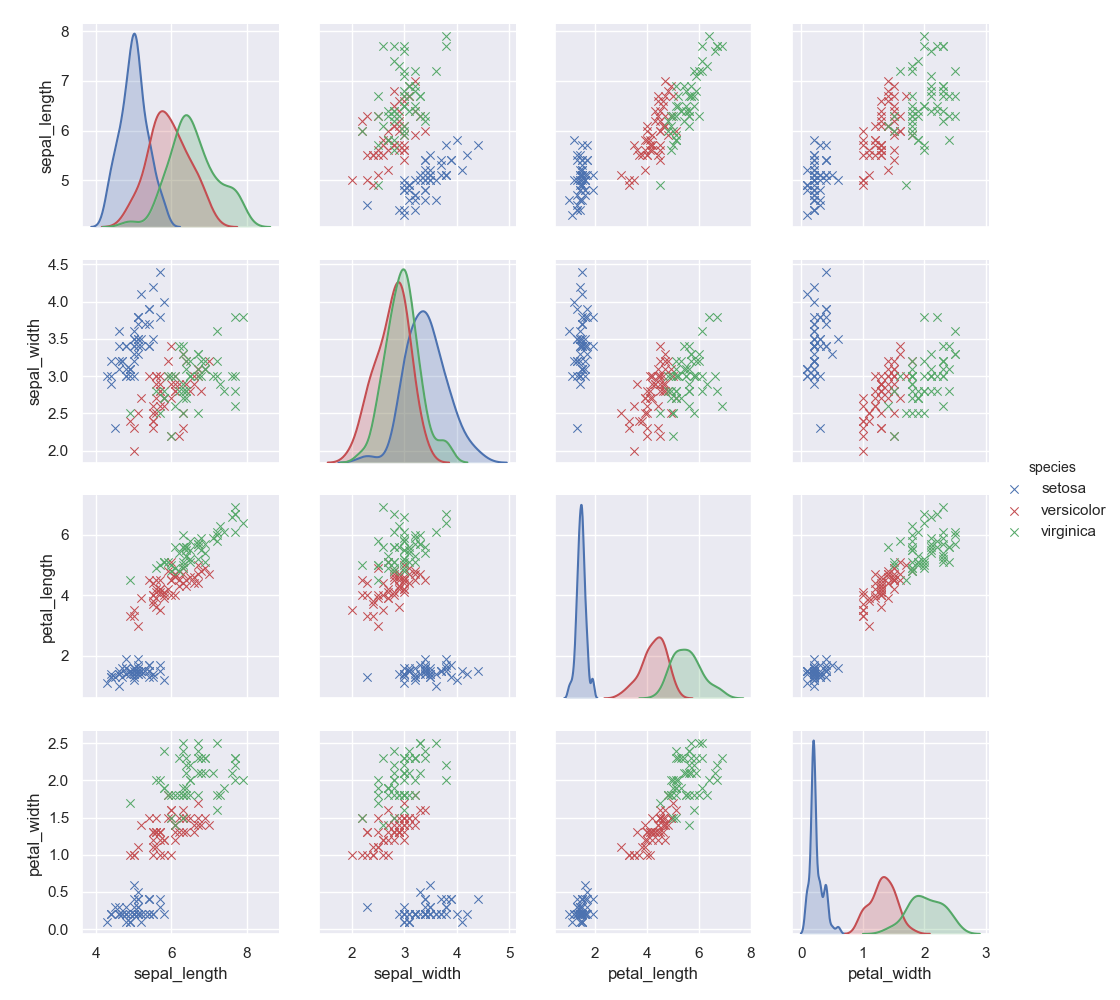 8
7
6
5
sepal_length
4.5
4.0
3.5
3.0
2.5
2.0
sepal_width
6
4
2
petal_length
2.5
2.0
1.5
1.0
0.5
0.0
petal_width
4 6 8
sepal_length
2 3 4 5
sepal_width
2 4 6 8
petal_length
0 1 2 3
petal_width
species
setosa
versicolor
virginica